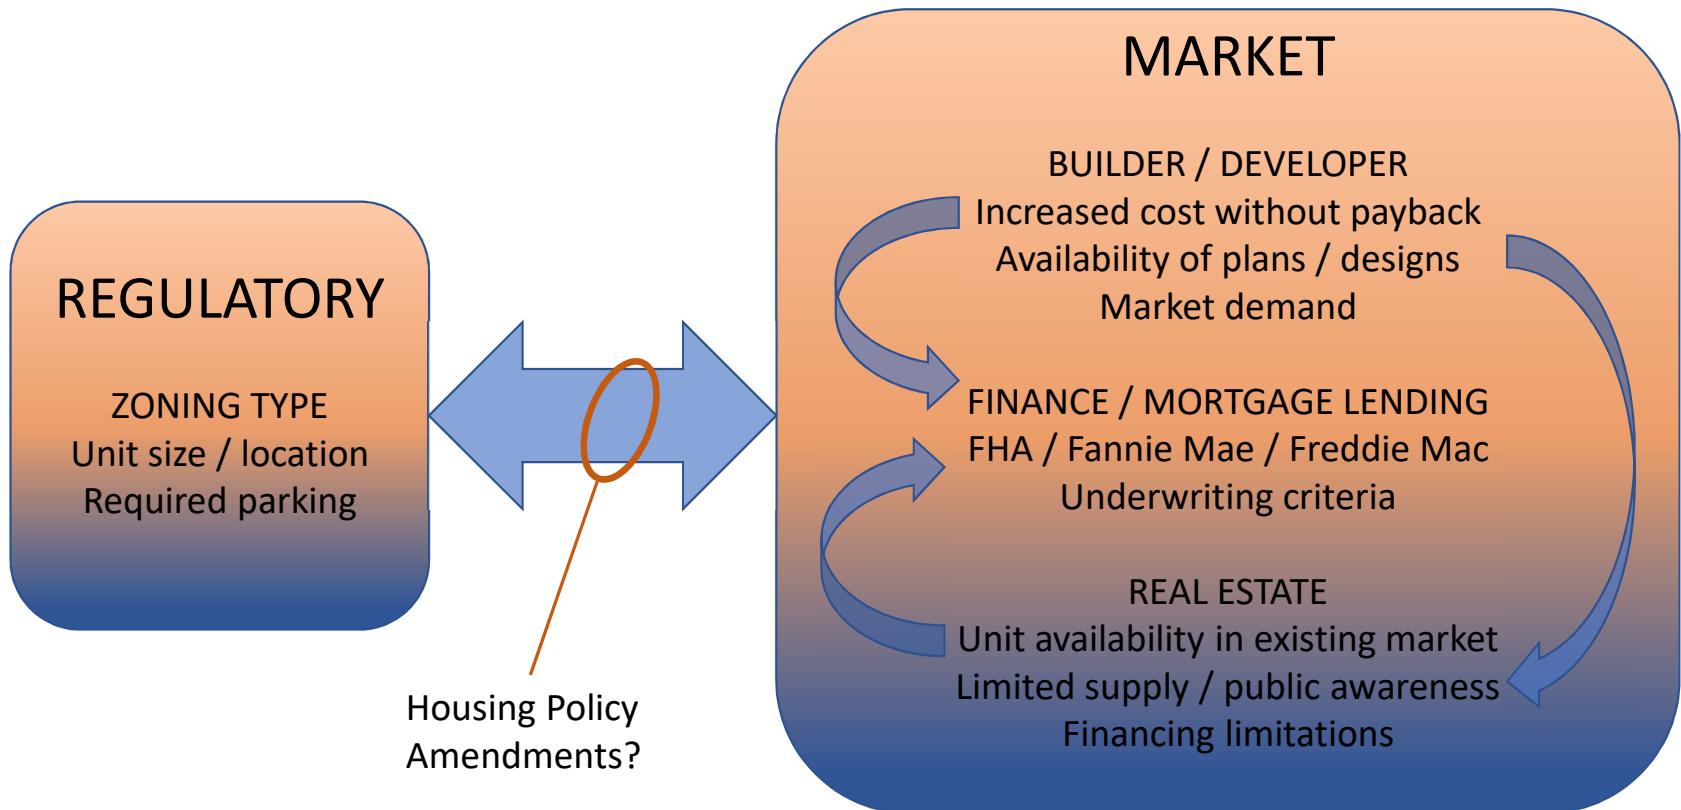 REGULATORY
ZONING TYPE
Unit size / location
Required parking
Housing Policy
Amendments?
MARKET
BUILDER / DEVELOPER
Increased cost without payback
Availability of plans / designs
Market demand
FINANCE / MORTGAGE LENDING
FHA / Fannie Mae / Freddie Mac
Underwriting criteria
REAL ESTATE
Unit availability in existing market
Limited supply / public awareness
Financing limitations